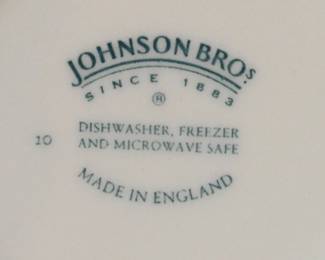 JOHNSON BROS
SINCE 1883
®
DISHWASHER, FREEZER
10 AND MICROWAVE SAFE
MADE IN ENGLAND